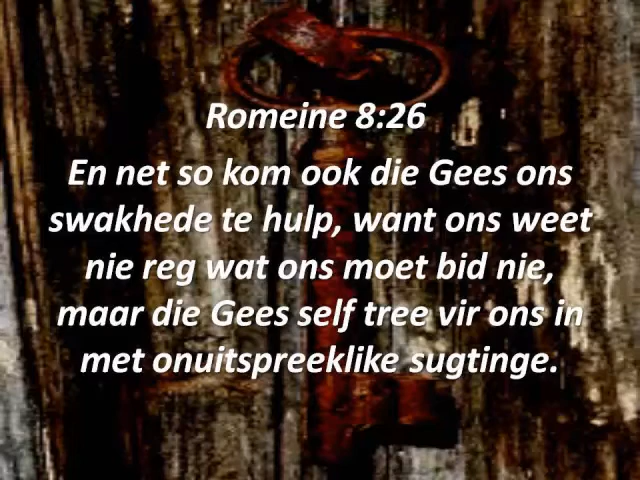 Romeine 8:26
En net so kom ook die Gees ons
swakhede te hulp, want ons weet
nie reg wat ons moet bid nie,
maar die Gees self tree vir ons in
met onuitspreeklike sugtinge.